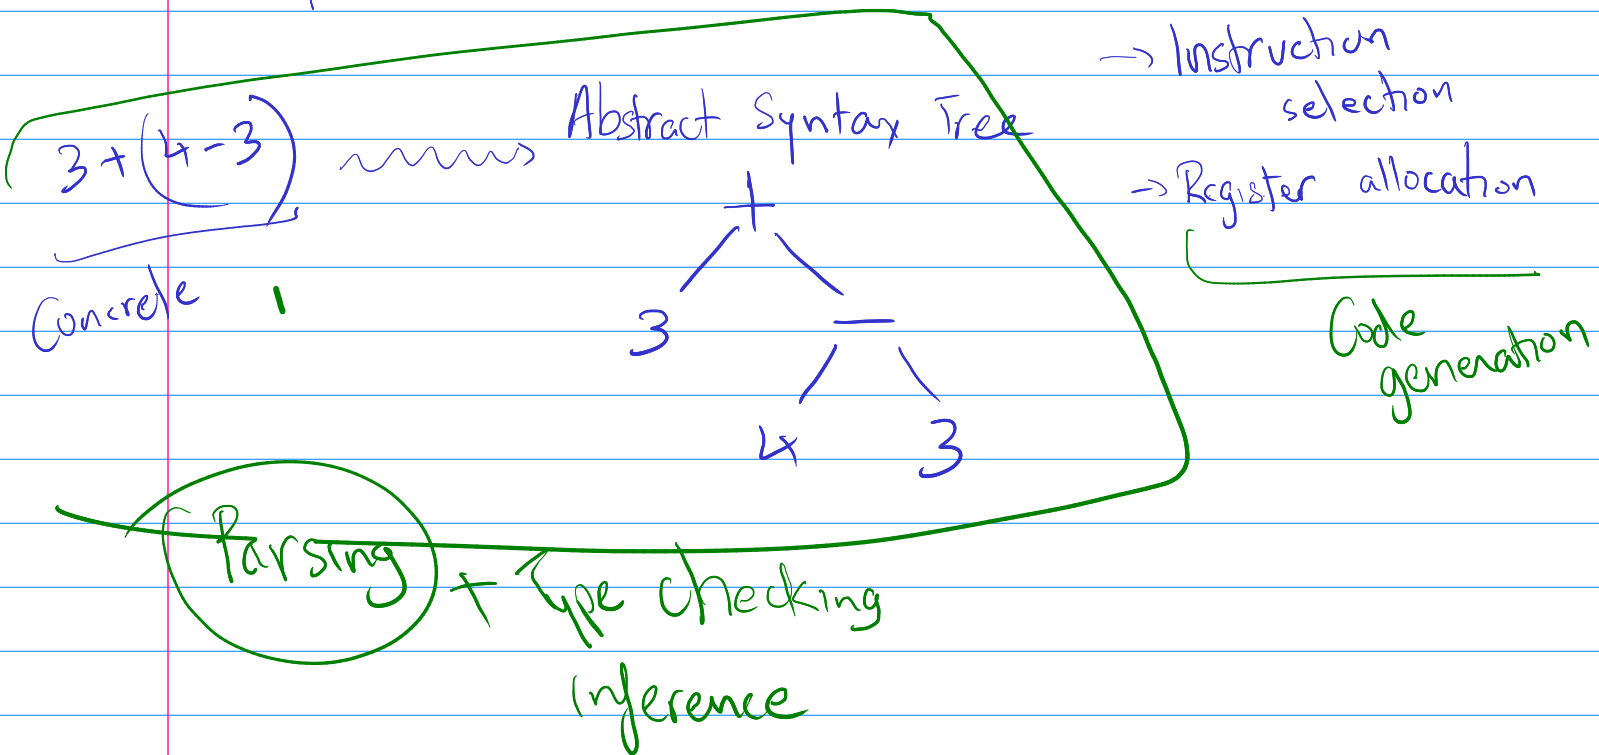 → Instruction
selection
3 + (4 - 3) → Abstract Syntax Tree
→ Register allocation
+
Concrete
3 —
Code
generation
4 3
Parsing + Type Checking
inference